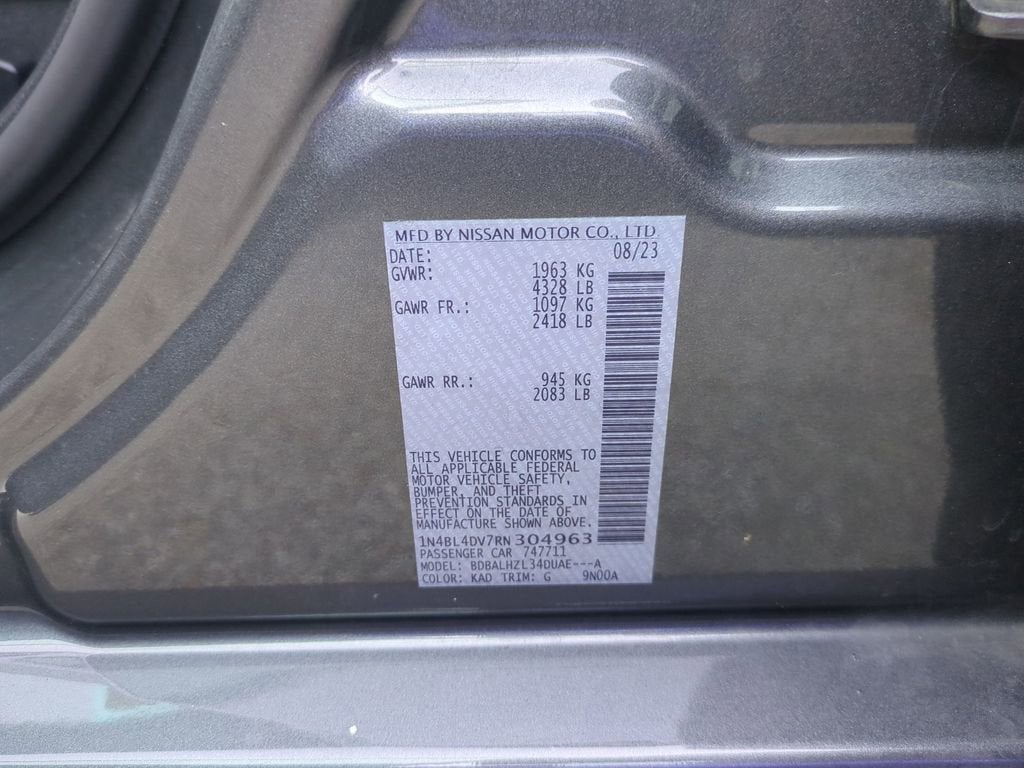 MFD BY NISSAN MOTOR CO., LTD.
DATE: 08/23
GVWR: 1963 KG
4328 LB
GAWR FR.: 1097 KG
2418 LB
GAWR RR.: 945 KG
2083 LB
THIS VEHICLE CONFORMS TO
ALL APPLICABLE FEDERAL
MOTOR VEHICLE SAFETY,
BUMPER, AND THEFT
PREVENTION STANDARDS IN
EFFECT ON THE DATE OF
MANUFACTURE SHOWN ABOVE.
1N4BL4DV7RN304963
PASSENGER CAR 747711
MODEL: BDBALHZL34DUAE---A
COLOR: KAD TRIM: G 9N00A